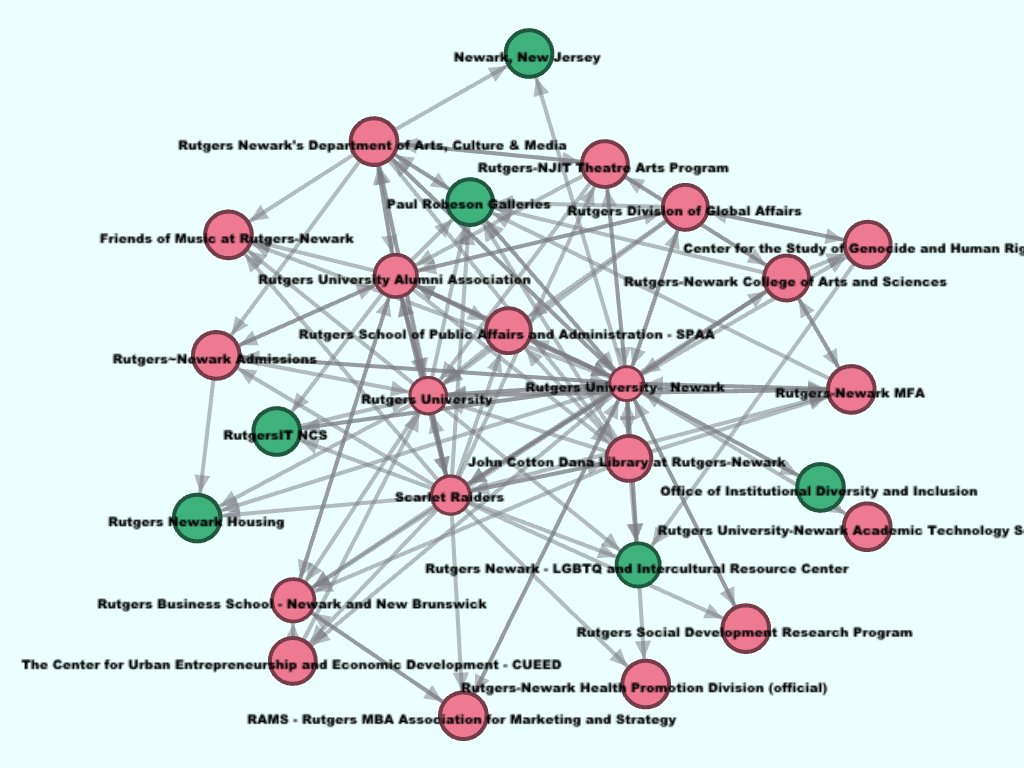 Newark, New Jersey
Rutgers Newark's Department of Arts, Culture & Media
Rutgers-NJIT Theatre Arts Program
Paul Robeson Galleries
Rutgers Division of Global Affairs
Friends of Music at Rutgers-Newark
Center for the Study of Genocide and Human Rig
Rutgers University Alumni Association
Rutgers-Newark College of Arts and Sciences
Rutgers School of Public Affairs and Administration - SPAA
Rutgers~Newark Admissions
Rutgers University - Newark
Rutgers-Newark MFA
Rutgers University
RutgersIT NCS
John Cotton Dana Library at Rutgers-Newark
Office of Institutional Diversity and Inclusion
Scarlet Raiders
Rutgers Newark Housing
Rutgers University-Newark Academic Technology
Rutgers Newark - LGBTQ and Intercultural Resource Center
Rutgers Business School - Newark and New Brunswick
Rutgers Social Development Research Program
The Center for Urban Entrepreneurship and Economic Development - CUEED
Rutgers-Newark Health Promotion Division (official)
RAMS - Rutgers MBA Association for Marketing and Strategy